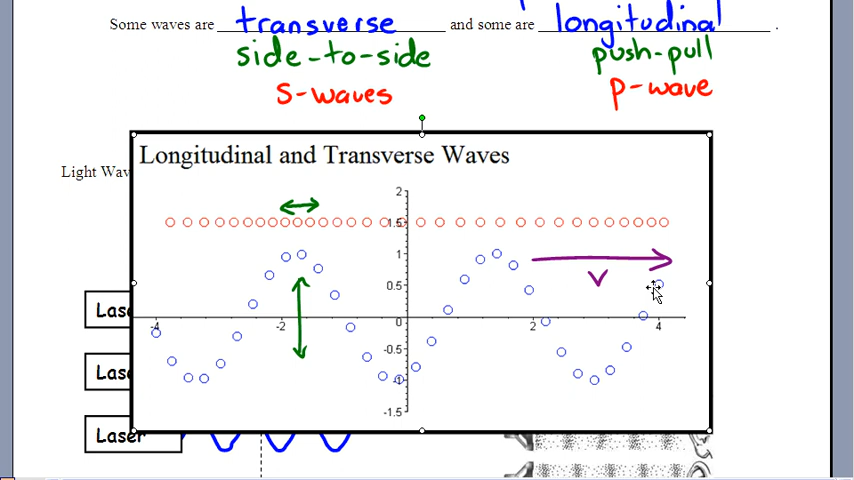 Some waves are transverse and some are longitudinal .
side-to-side push-pull
s-waves p-wave
Longitudinal and Transverse Waves
Light Wav
2
1.5
1
0.5
-4 -2 0 2 4
-0.5
-1
-1.5
v
Lase
Lase
Laser